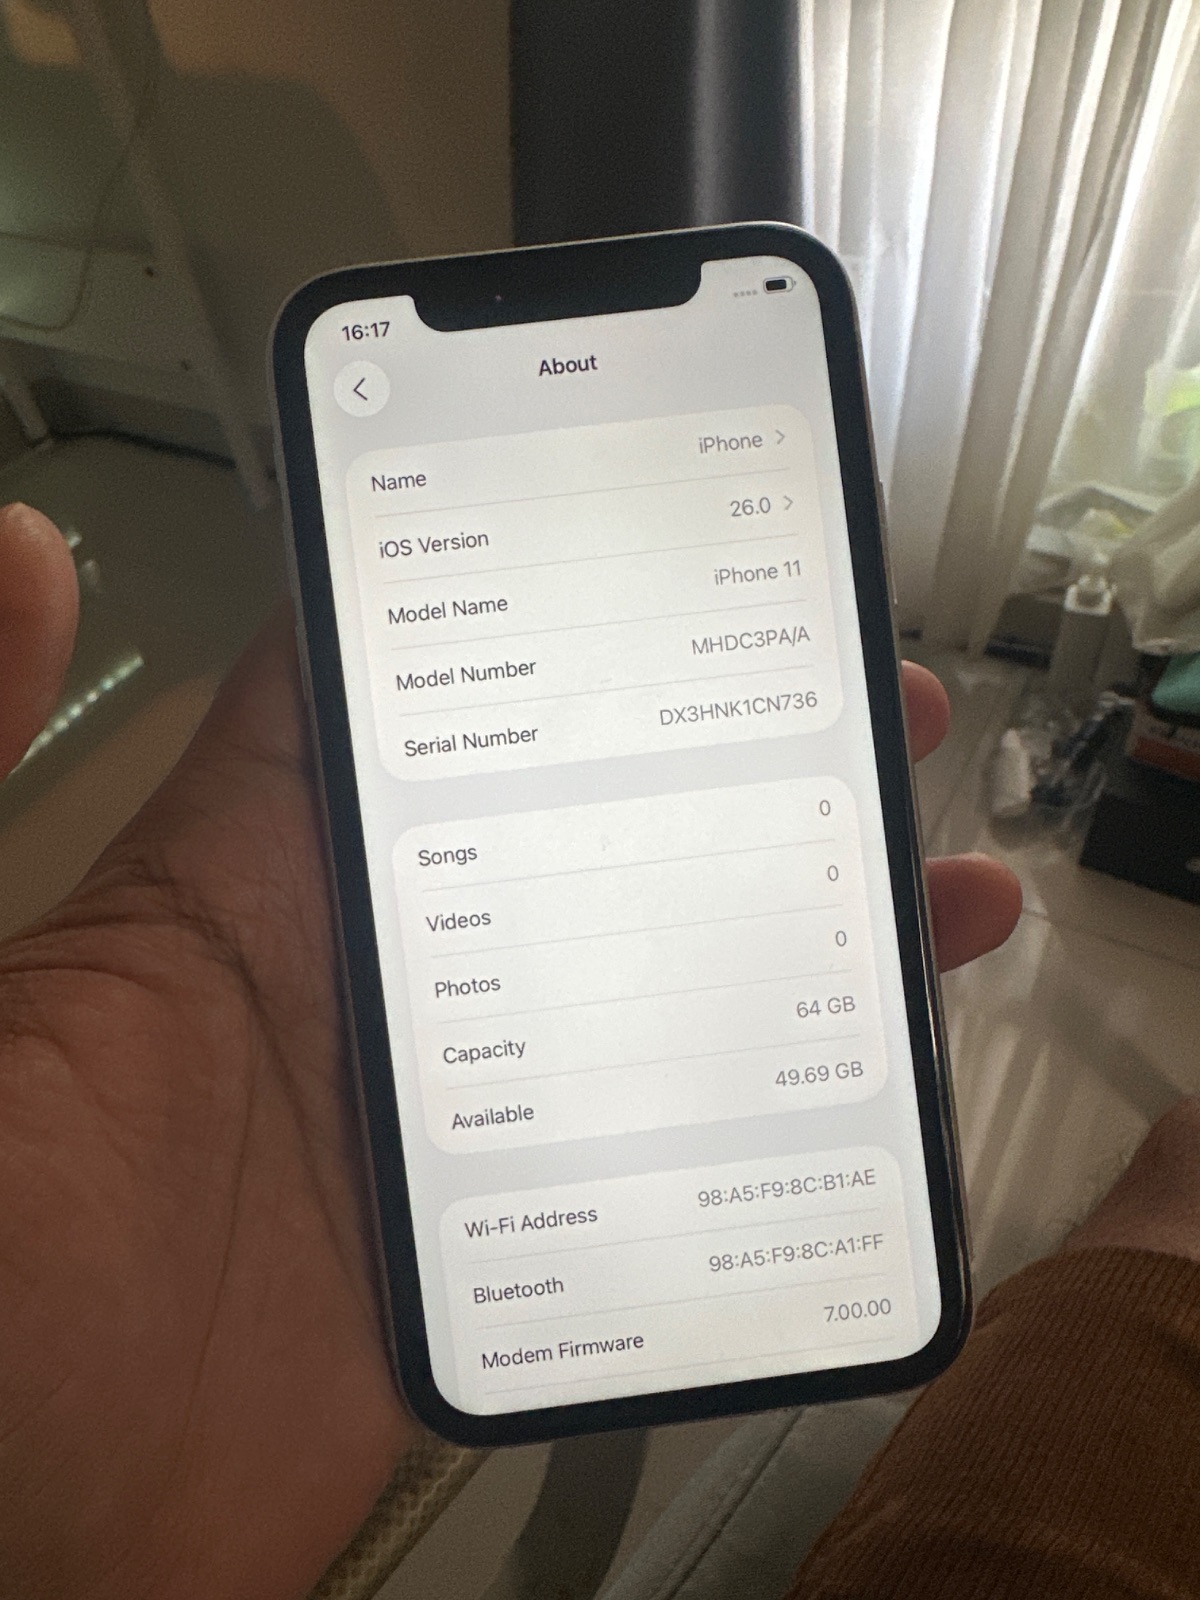 16:17
About
Name iPhone
iOS Version 26.0
Model Name iPhone 11
Model Number MHDC3PA/A
Serial Number DX3HNK1CN736
Songs 0
Videos 0
Photos 0
Capacity 64 GB
Available 49.69 GB
Wi-Fi Address 98:A5:F9:8C:B1:AE
Bluetooth 98:A5:F9:8C:A1:FF
Modem Firmware 7.00.00